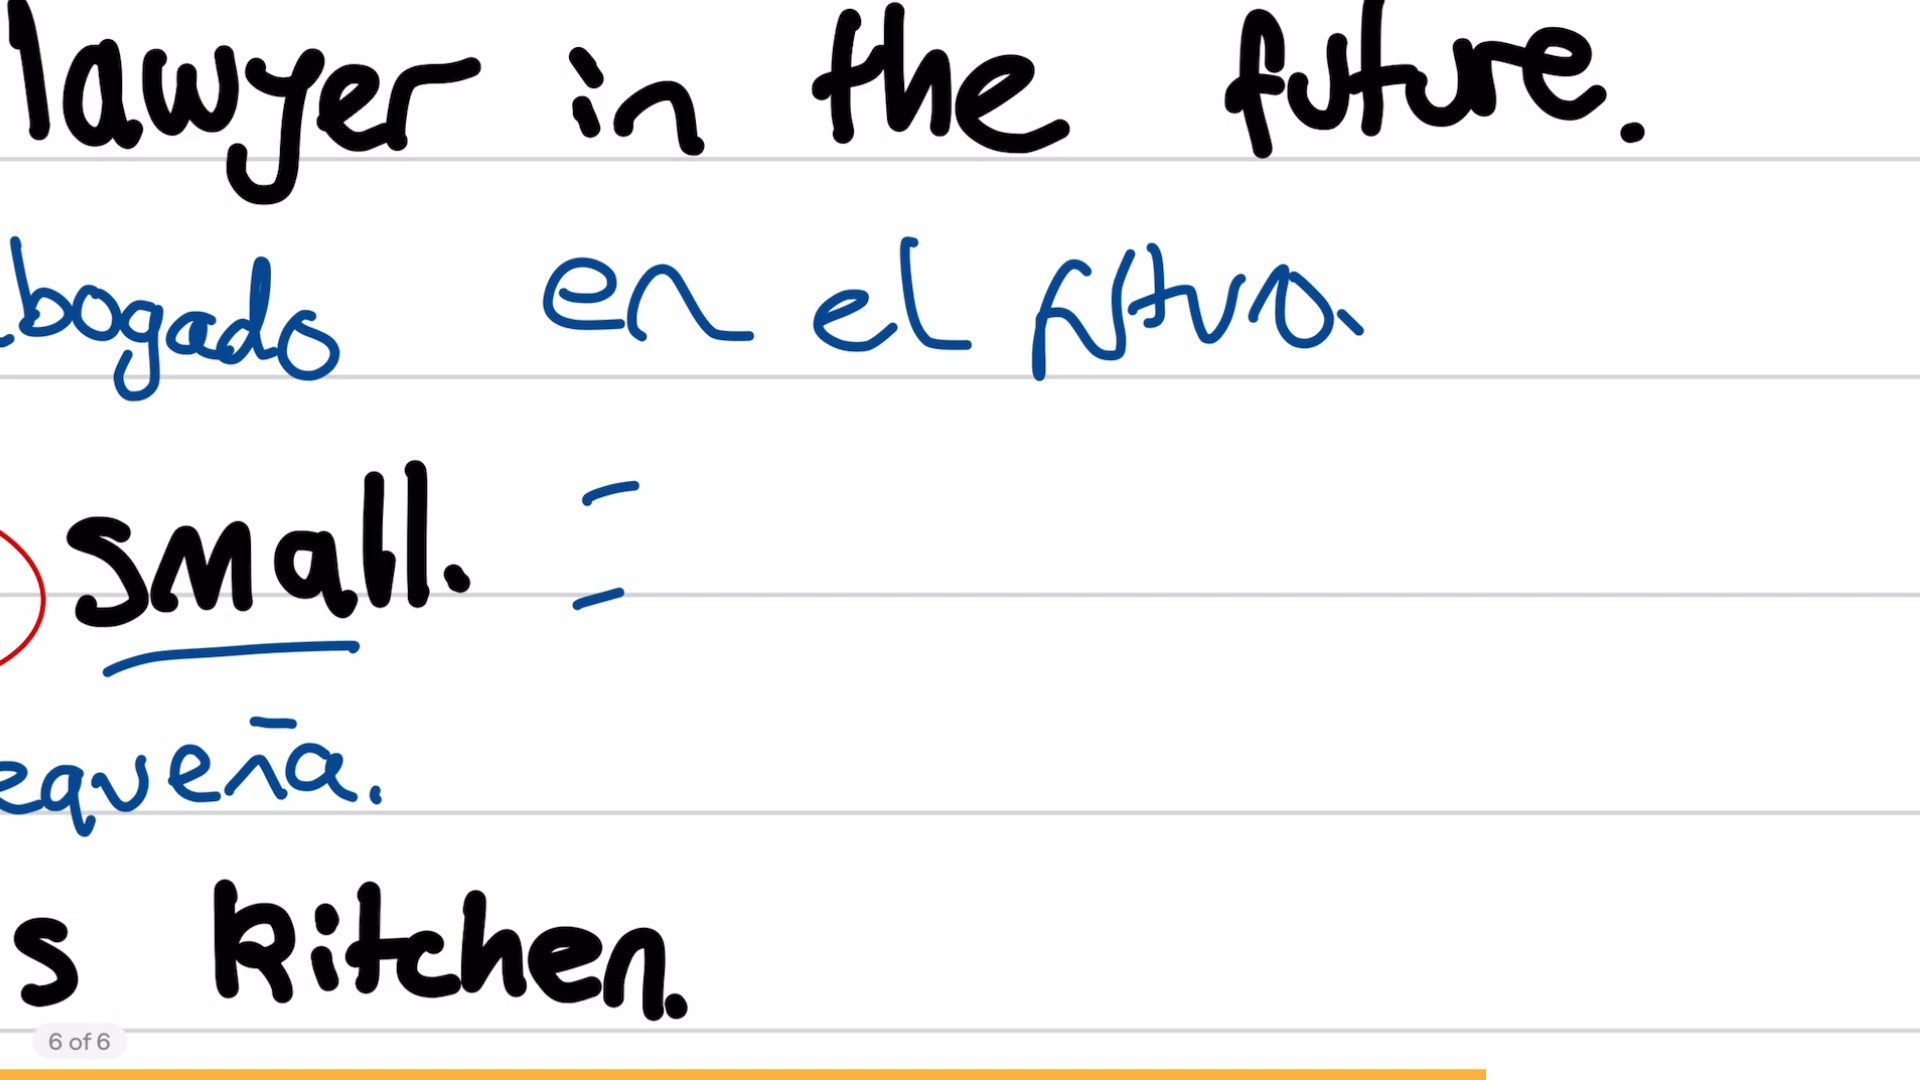 lawyer in the future.
bogado en el futuro.
small. =
equeña.
s kitchen.
6 of 6